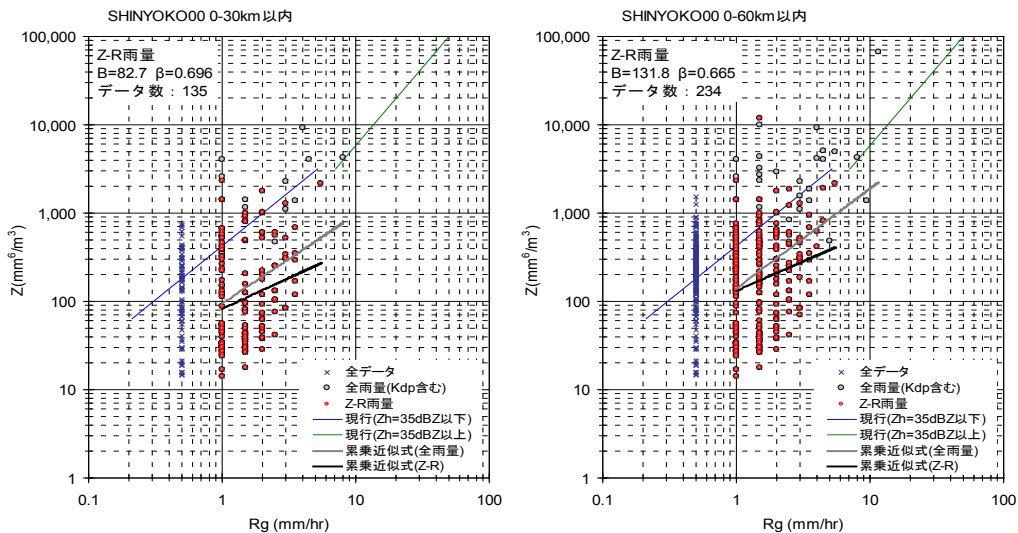 SHINYOKO00 0-30km以内
100,000
10,000
1,000
100
10
1
Z(mm⁶/m³)
Z-R雨量
B=82.7 β=0.696
データ数：135
全データ
全雨量(Kdp含む)
Z-R雨量
現行(Zh=35dBZ以下)
現行(Zh=35dBZ以上)
累乗近似式(全雨量)
累乗近似式(Z-R)
0.1 1 10 100
Rg (mm/hr)
SHINYOKO00 0-60km以内
100,000
10,000
1,000
100
10
1
Z(mm⁶/m³)
Z-R雨量
B=131.8 β=0.665
データ数：234
全データ
全雨量(Kdp含む)
Z-R雨量
現行(Zh=35dBZ以下)
現行(Zh=35dBZ以上)
累乗近似式(全雨量)
累乗近似式(Z-R)
0.1 1 10 100
Rg (mm/hr)